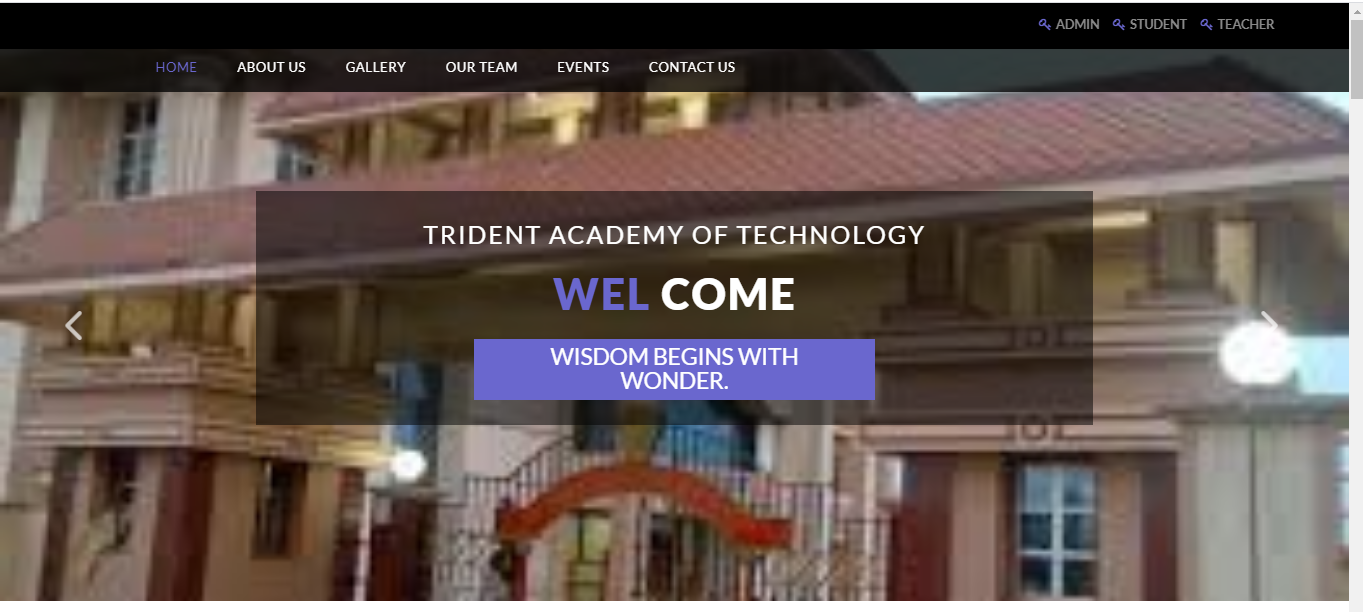 ADMIN STUDENT TEACHER
HOME ABOUT US GALLERY OUR TEAM EVENTS CONTACT US
TRIDENT ACADEMY OF TECHNOLOGY
WEL COME
WISDOM BEGINS WITH
WONDER.